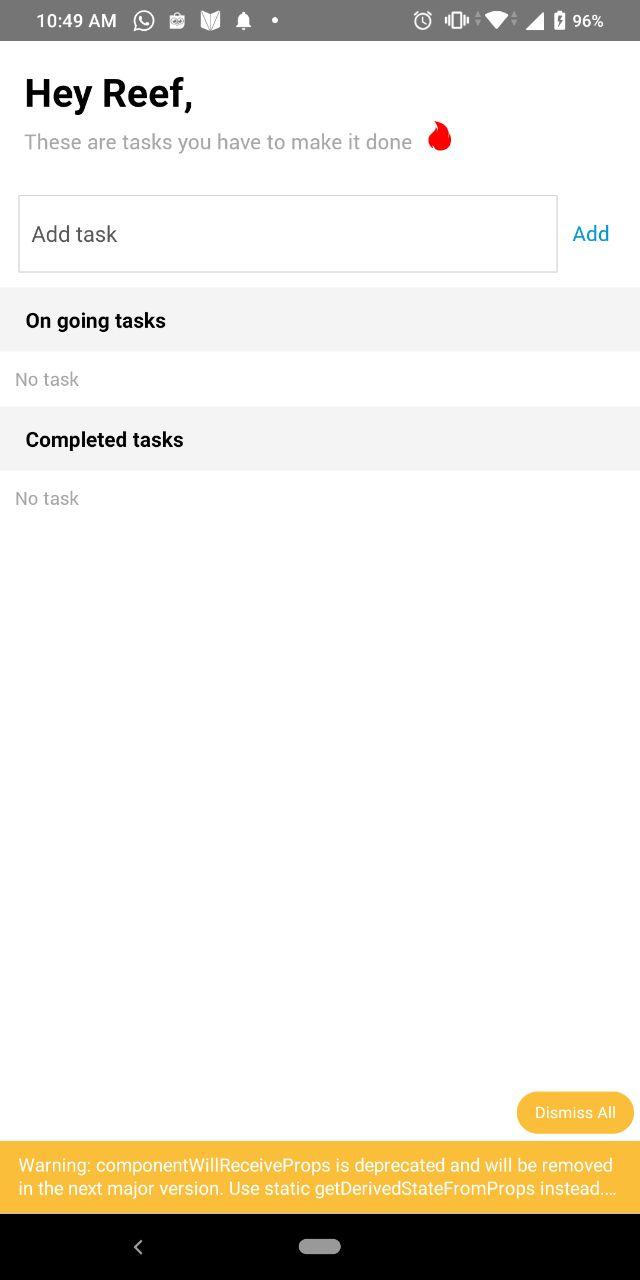 10:49 AM 96%
Hey Reef,
These are tasks you have to make it done
Add task Add
On going tasks
No task
Completed tasks
No task
Dismiss All
Warning: componentWillReceiveProps is deprecated and will be removed
in the next major version. Use static getDerivedStateFromProps instead....